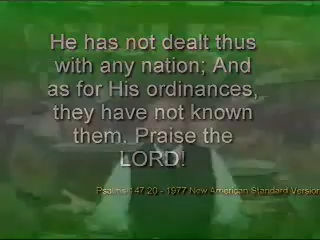 He has not dealt thus
with any nation; And
as for His ordinances,
they have not known
them. Praise the
LORD!
Psalms 147:20 - 1977 New American Standard Version